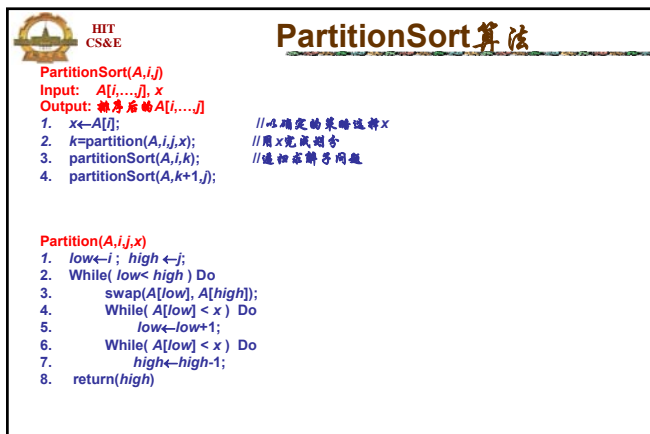 HIT
CS&E
PartitionSort算法
PartitionSort(A,i,j)
Input: A[i,…,j], x
Output: 排序后的A[i,…,j]
1. x←A[i]; //以确定的策略选择x
2. k=partition(A,i,j,x); //用x完成划分
3. partitionSort(A,i,k); //递归求解子问题
4. partitionSort(A,k+1,j);
Partition(A,i,j,x)
1. low←i ; high ←j;
2. While( low< high ) Do
3. swap(A[low], A[high]);
4. While( A[low] < x ) Do
5. low←low+1;
6. While( A[low] < x ) Do
7. high←high-1;
8. return(high)